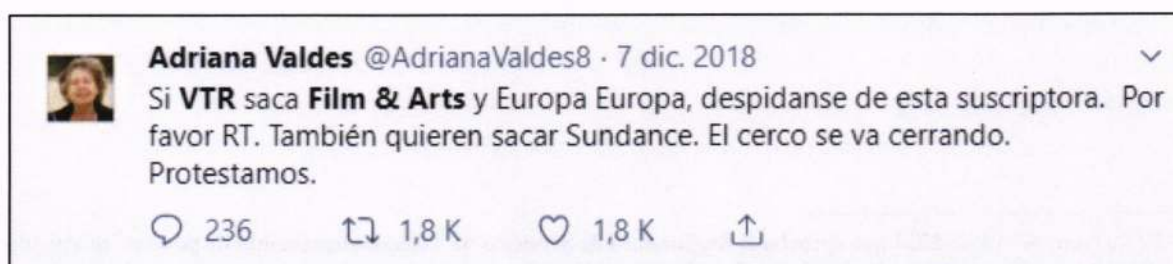 Adriana Valdes @AdrianaValdes8 · 7 dic. 2018
Si VTR saca Film & Arts y Europa Europa, despidanse de esta suscriptora. Por
favor RT. También quieren sacar Sundance. El cerco se va cerrando.
Protestamos.
236 1,8 K 1,8 K